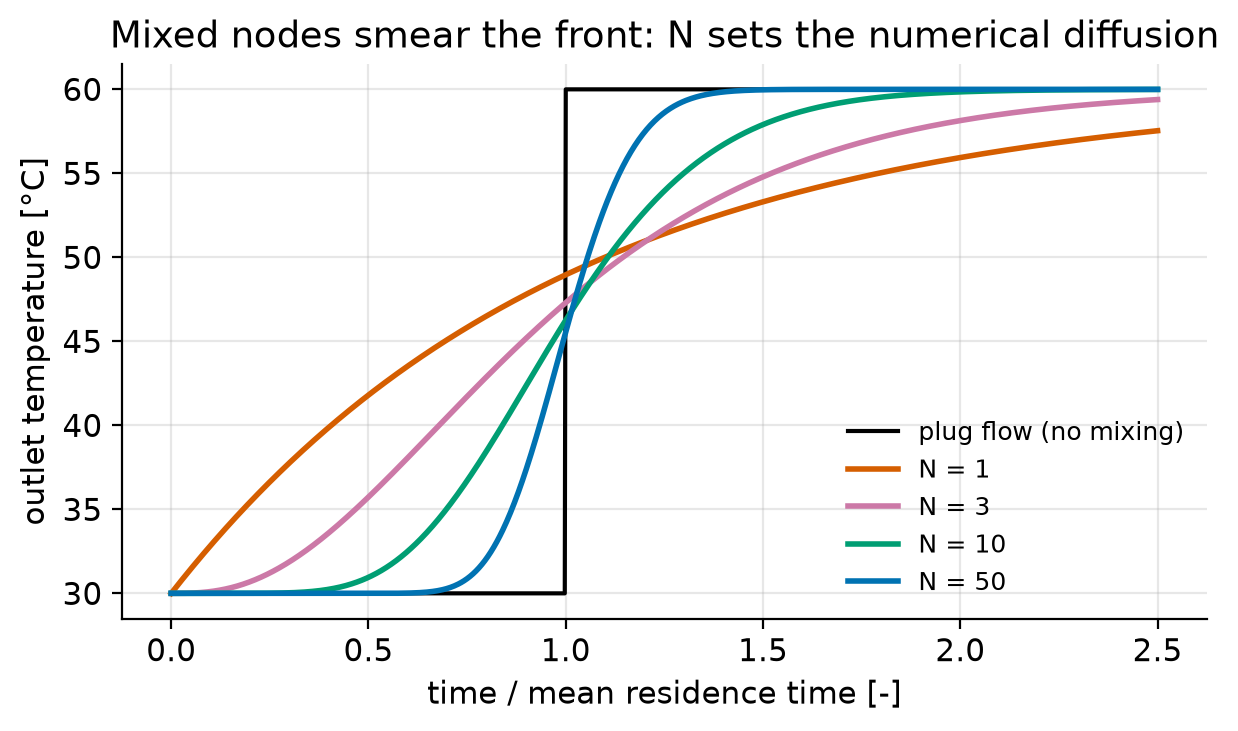 Mixed nodes smear the front: N sets the numerical diffusion
60
55
50
45
40
35
30
outlet temperature [°C]
plug flow (no mixing)
N = 1
N = 3
N = 10
N = 50
0.0 0.5 1.0 1.5 2.0 2.5
time / mean residence time [-]